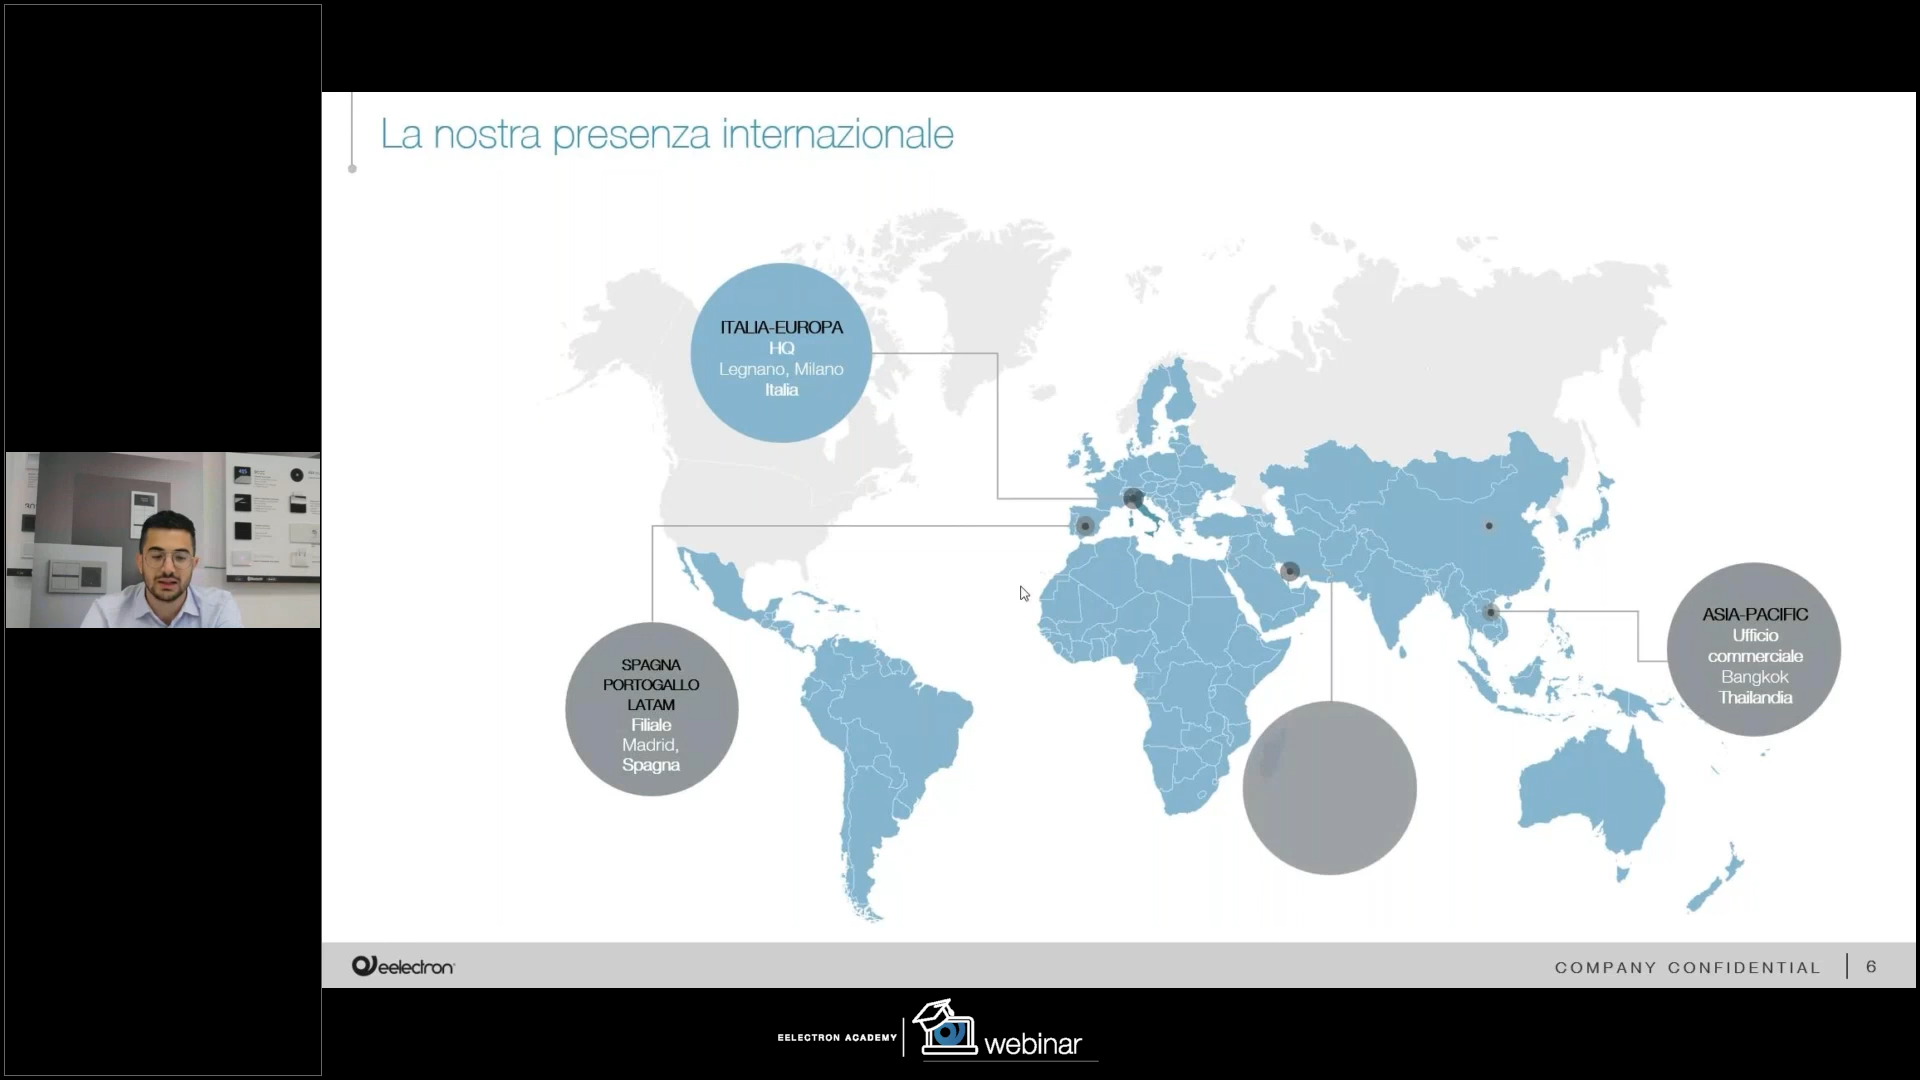 La nostra presenza internazionale
ITALIA-EUROPA
HQ
Legnano, Milano
Italia
SPAGNA
PORTOGALLO
LATAM
Filiale
Madrid,
Spagna
ASIA-PACIFIC
Ufficio
commerciale
Bangkok
Thailandia
eelectron
COMPANY CONFIDENTIAL
6
EELECTRON ACADEMY
webinar